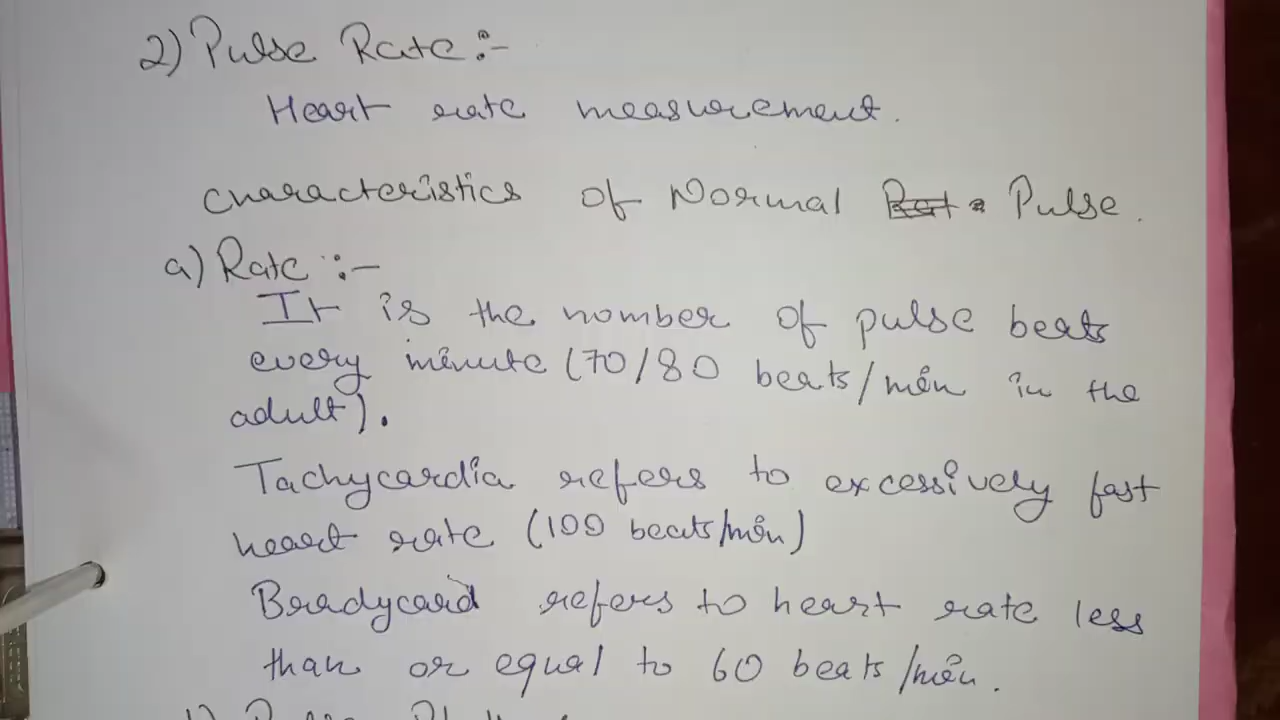 2) Pulse Rate :-
Heart rate measurement.
Characteristics of Normal Pulse.
a) Rate :-
It is the number of pulse beats
every minute (70/80 beats/min in the
adult).
Tachycardia refers to excessively fast
heart rate (100 beats/min)
Bradycard refers to heart rate less
than or equal to 60 beats/min.